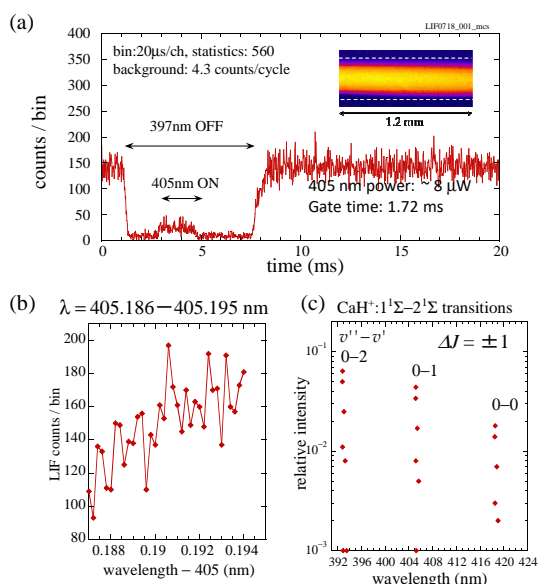 (a)
LIF0718_001_mcs
bin:20μs/ch, statistics: 560
background: 4.3 counts/cycle
397nm OFF
405nm ON
1.2 mm
405 nm power: ~ 8 μW
Gate time: 1.72 ms
counts / bin
400
350
300
250
200
150
100
50
0
0.0
5.0
10
15
20
time (ms)
(b)
λ = 405.186−405.195 nm
LIF counts / bin
220
200
180
160
140
120
100
80
0.188
0.19
0.192
0.194
wavelength – 405 (nm)
(c)
CaH⁺:1¹Σ–2¹Σ transitions
v''−v'
ΔJ = ±1
0–2
0–1
0–0
relative intensity
10⁻¹
10⁻²
10⁻³
392 396 400 404 408 412 416 420 424
wavelength (nm)